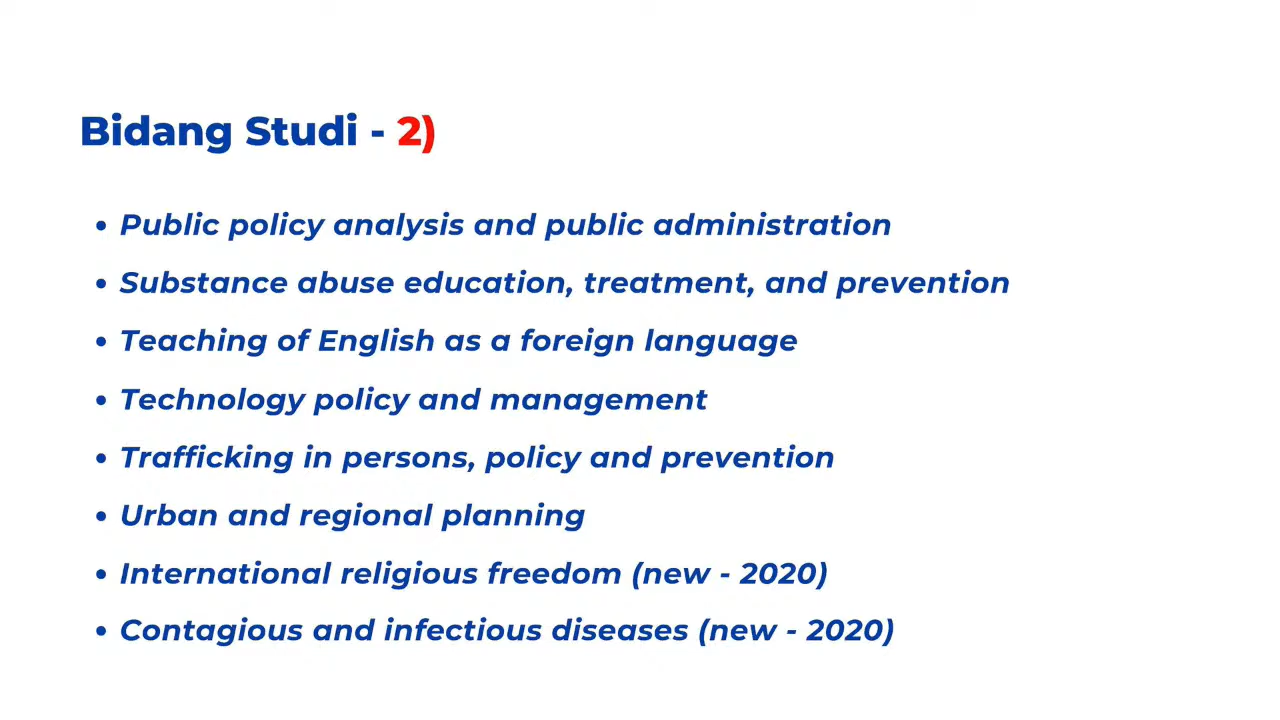 Bidang Studi - 2)
• Public policy analysis and public administration
• Substance abuse education, treatment, and prevention
• Teaching of English as a foreign language
• Technology policy and management
• Trafficking in persons, policy and prevention
• Urban and regional planning
• International religious freedom (new - 2020)
• Contagious and infectious diseases (new - 2020)